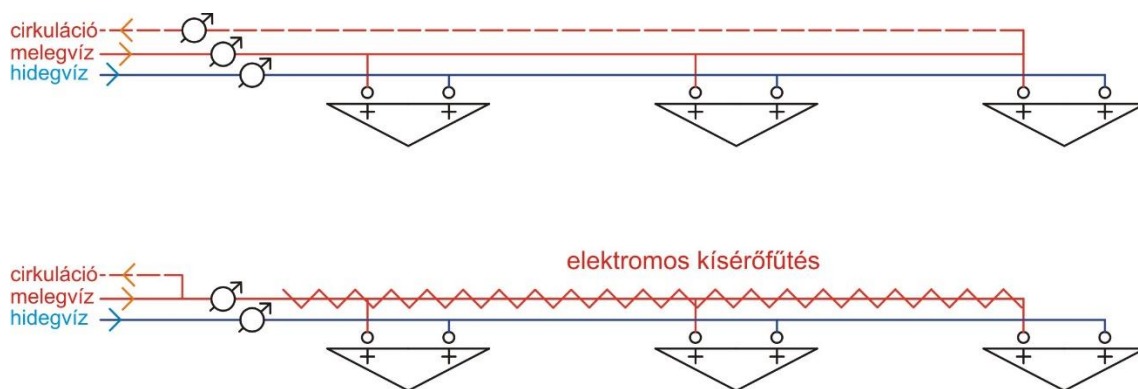 cirkuláció
melegvíz
hidegvíz
elektromos kísérőfűtés
cirkuláció
melegvíz
hidegvíz